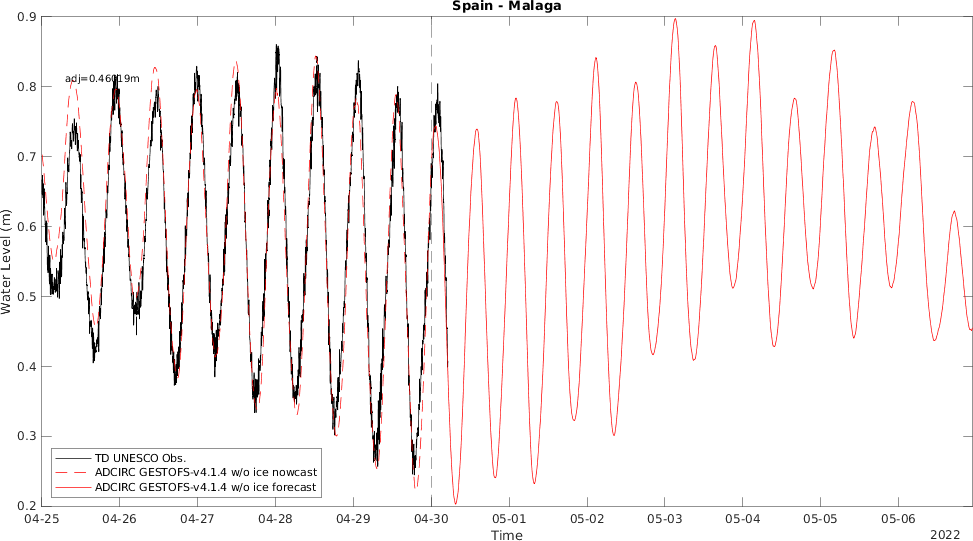 Spain - Malaga
0.9
0.8
0.7
0.6
0.5
0.4
0.3
0.2
Water Level (m)
adj=0.46019m
TD UNESCO Obs.
ADCIRC GESTOFS-v4.1.4 w/o ice nowcast
ADCIRC GESTOFS-v4.1.4 w/o ice forecast
04-25 04-26 04-27 04-28 04-29 04-30 05-01 05-02 05-03 05-04 05-05 05-06
Time
2022